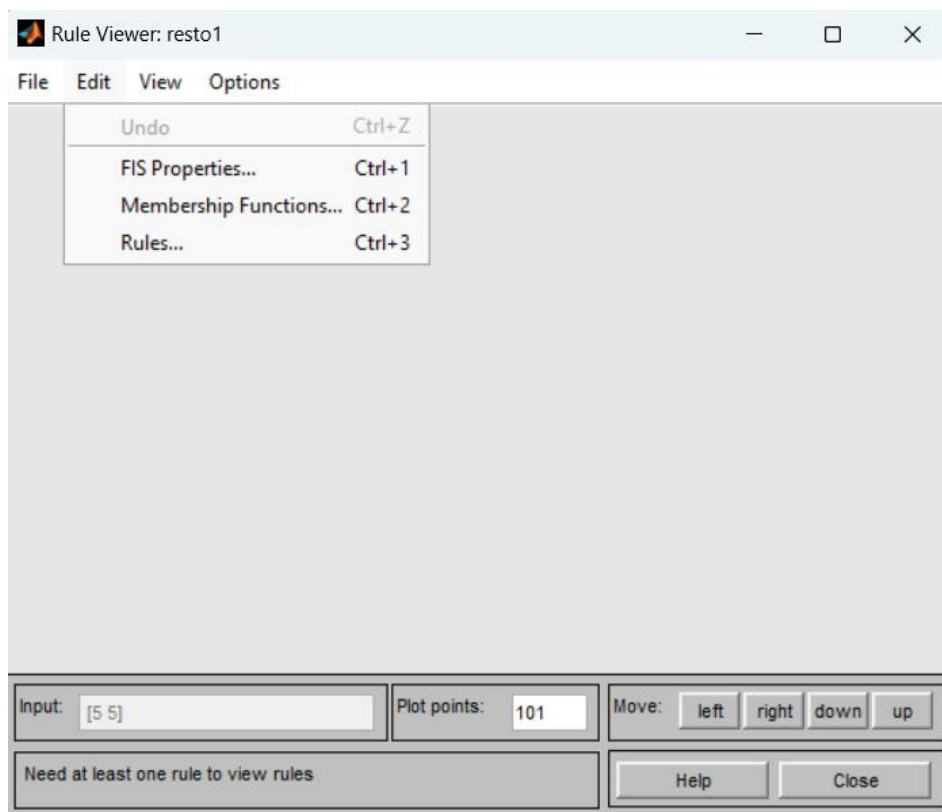 Rule Viewer: resto1
File Edit View Options
Undo Ctrl+Z
FIS Properties... Ctrl+1
Membership Functions... Ctrl+2
Rules... Ctrl+3
Input: [5 5] Plot points: 101 Move: left right down up
Need at least one rule to view rules Help Close